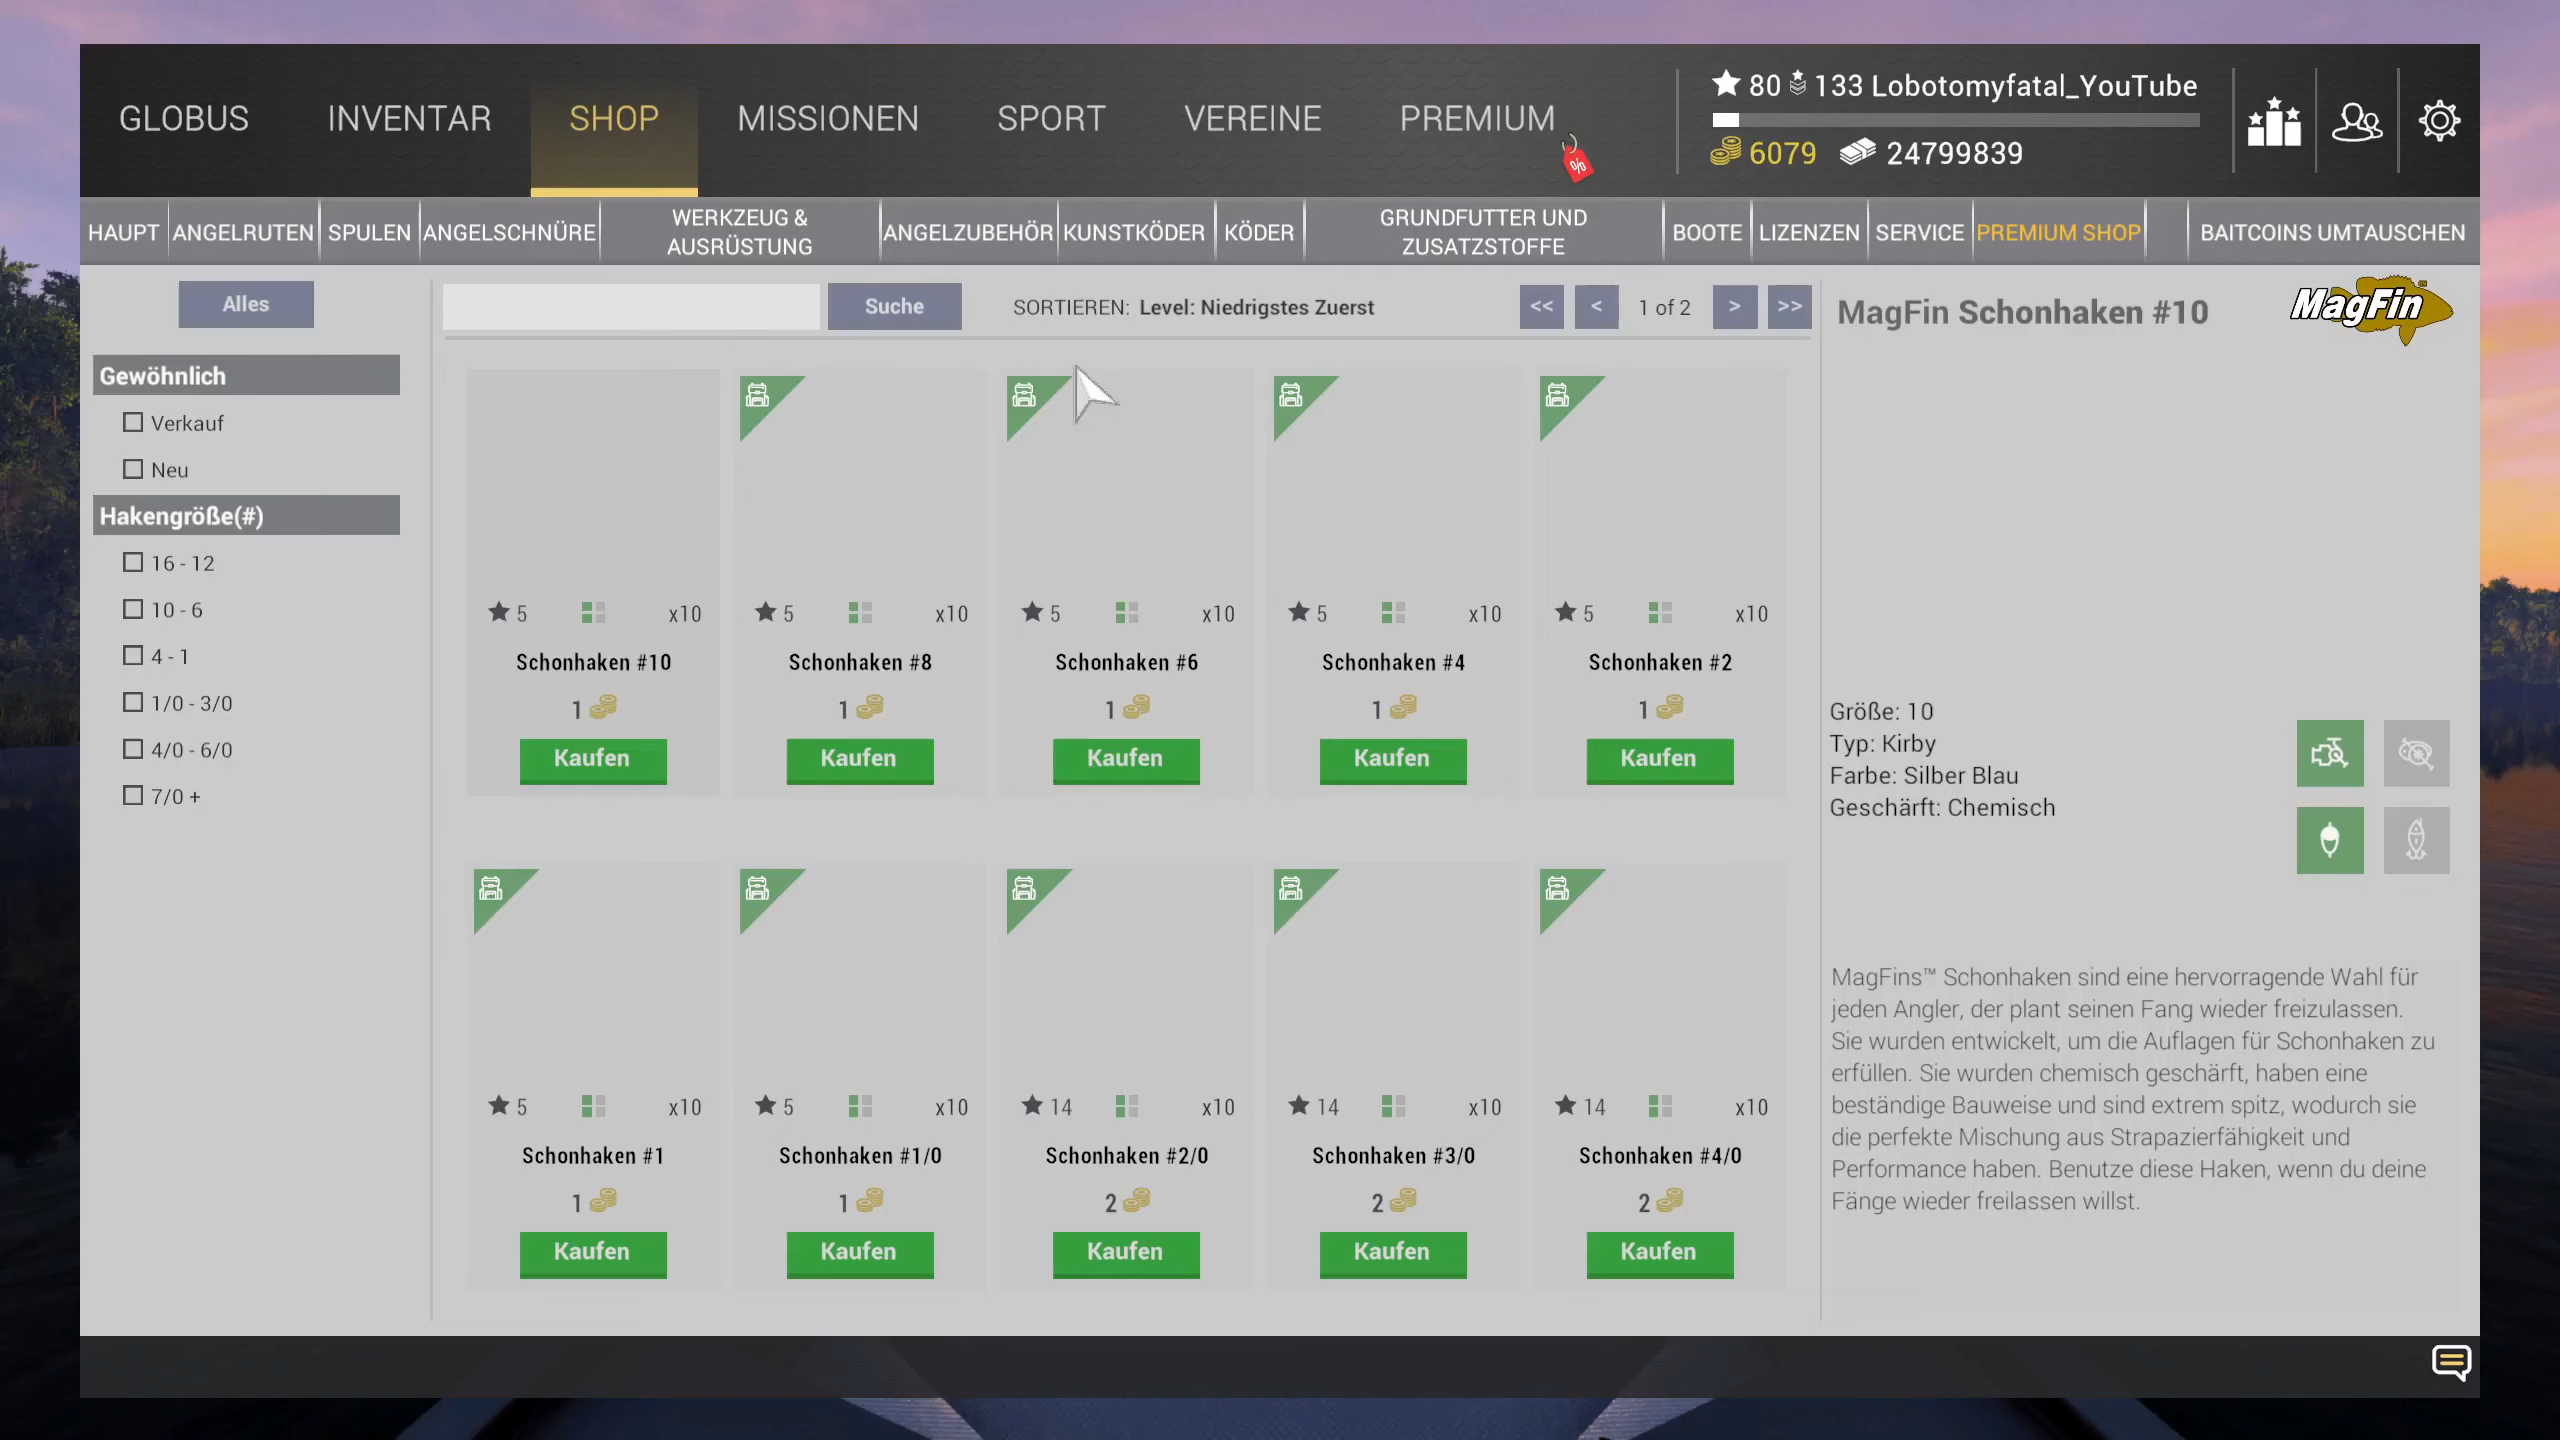 GLOBUS INVENTAR SHOP MISSIONEN SPORT VEREINE PREMIUM
%
80 133 Lobotomyfatal_YouTube
6079 24799839
HAUPT ANGELRUTEN SPULEN ANGELSCHNÜRE WERKZEUG & AUSRÜSTUNG ANGELZUBEHÖR KUNSTKÖDER KÖDER GRUNDFUTTER UND ZUSATZSTOFFE BOOTE LIZENZEN SERVICE PREMIUM SHOP BAITCOINS UMTAUSCHEN
Alles
Gewöhnlich
Verkauf
Neu
Hakengröße(#)
16 - 12
10 - 6
4 - 1
1/0 - 3/0
4/0 - 6/0
7/0 +
Suche SORTIEREN: Level: Niedrigstes Zuerst << < 1 of 2 > >>
5 x10 5 x10 5 x10 5 x10 5 x10
Schonhaken #10 Schonhaken #8 Schonhaken #6 Schonhaken #4 Schonhaken #2
1 1 1 1 1
Kaufen Kaufen Kaufen Kaufen Kaufen
5 x10 5 x10 14 x10 14 x10 14 x10
Schonhaken #1 Schonhaken #1/0 Schonhaken #2/0 Schonhaken #3/0 Schonhaken #4/0
1 1 2 2 2
Kaufen Kaufen Kaufen Kaufen Kaufen
MagFin Schonhaken #10
MagFin
Größe: 10
Typ: Kirby
Farbe: Silber Blau
Geschärft: Chemisch
MagFins™ Schonhaken sind eine hervorragende Wahl für
jeden Angler, der plant seinen Fang wieder freizulassen.
Sie wurden entwickelt, um die Auflagen für Schonhaken zu
erfüllen. Sie wurden chemisch geschärft, haben eine
beständige Bauweise und sind extrem spitz, wodurch sie
die perfekte Mischung aus Strapazierfähigkeit und
Performance haben. Benutze diese Haken, wenn du deine
Fänge wieder freilassen willst.